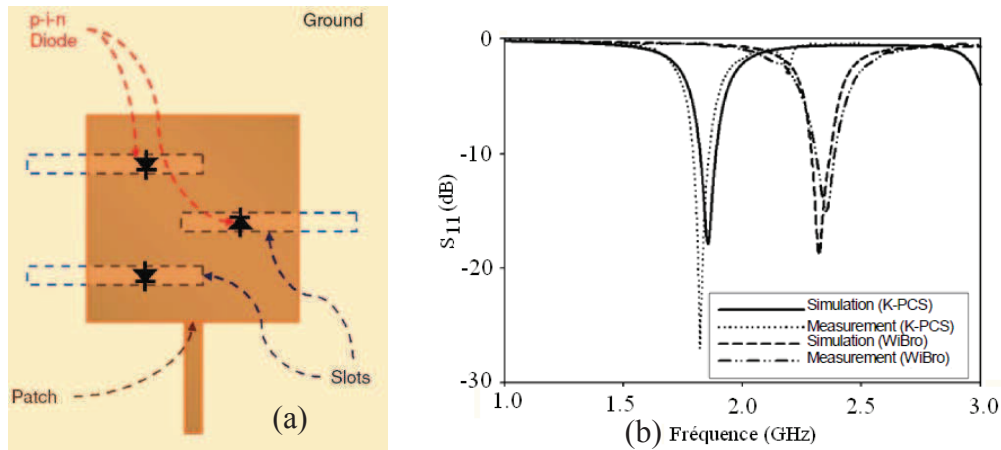 p-i-n
Diode
Ground
Patch
Slots
(a)
0
-10
-20
-30
S11 (dB)
Simulation (K-PCS)
Measurement (K-PCS)
Simulation (WiBro)
Measurement (WiBro)
1.0
1.5
2.0
2.5
3.0
(b)
Fréquence (GHz)